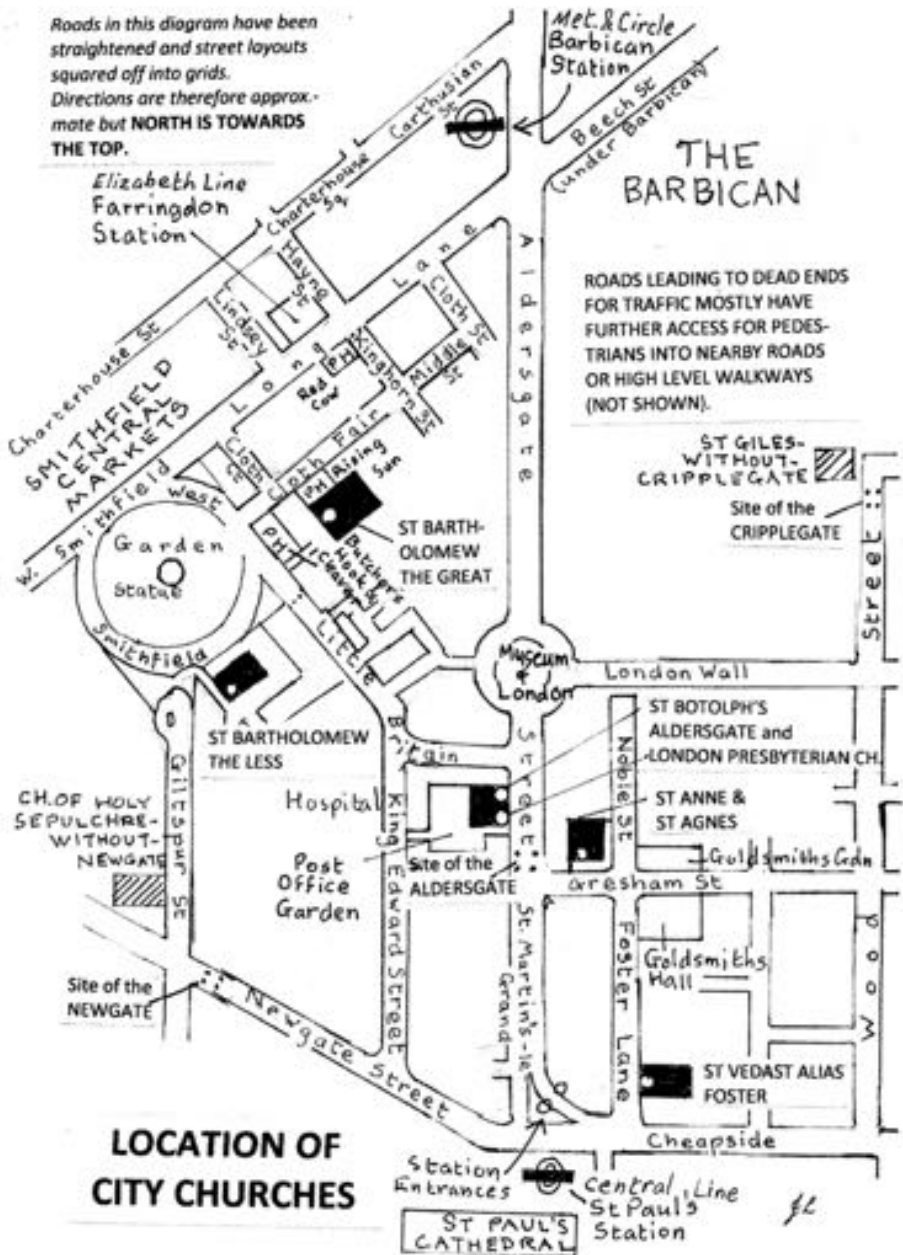 Roads in this diagram have been
straightened and street layouts
squared off into grids.
Directions are therefore approx.-
mate but NORTH IS TOWARDS
THE TOP.
Met. & Circle
Barbican
Station
Carthusian
St
Beech St
(under Barbican)
THE
BARBICAN
Elizabeth Line
Farringdon
Station
Charterhouse
Sq.
Hayne
St
Lindsey
St
Long
Lane
Cloth St
Middle
St
Kinghorn St
PH
Red
Cow
Aldersgate
ROADS LEADING TO DEAD ENDS
FOR TRAFFIC MOSTLY HAVE
FURTHER ACCESS FOR PEDES-
TRIANS INTO NEARBY ROADS
OR HIGH LEVEL WALKWAYS
(NOT SHOWN).
Charterhouse St
SMITHFIELD
CENTRAL
MARKETS
Cloth
Ct
Cloth Fair
PH Rising
Sun
ST GILES-
WITHOUT-
CRIPPLEGATE
Site of the
CRIPPLEGATE
W. Smithfield
West
Garden
Statue
Smithfield
PH
Butcher's
Hook &
Cleaver
ST BARTH-
OLOMEW
THE GREAT
Street
Little
Museum
of
London
London Wall
ST BARTHOLOMEW
THE LESS
Britain
Street
Noble St
ST BOTOLPH'S
ALDERSGATE and
LONDON PRESBYTERIAN CH.
ST ANNE &
ST AGNES
CH. OF HOLY
SEPULCHRE-
WITHOUT-
NEWGATE
Giltspur St
Hospital
King Edward Street
Post
Office
Garden
Site of the
ALDERSGATE
Goldsmiths Gdn
Gresham St
Goldsmiths
Hall
Foster Lane
Wood
St. Martin's-le
Grand
Site of the
NEWGATE
Newgate Street
ST VEDAST ALIAS
FOSTER
Cheapside
LOCATION OF
CITY CHURCHES
Station
Entrances
Central Line
St Paul's
Station
ST PAUL'S
CATHEDRAL